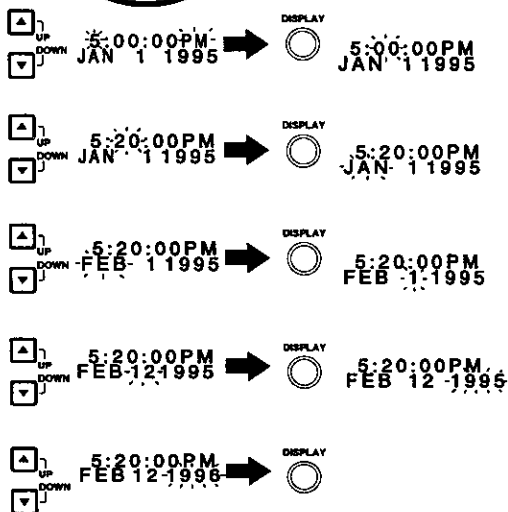 DISPLAY
UP
DOWN
5:00:00PM
JAN 1 1995
5:00:00PM
JAN 1 1995
DISPLAY
UP
DOWN
5:20:00PM
JAN 1 1995
5:20:00PM
JAN 1 1995
DISPLAY
UP
DOWN
5:20:00PM
FEB 1 1995
5:20:00PM
FEB 1 1995
DISPLAY
UP
DOWN
5:20:00PM
FEB 12 1995
5:20:00PM
FEB 12 1995
DISPLAY
UP
DOWN
5:20:00PM
FEB 12 1996